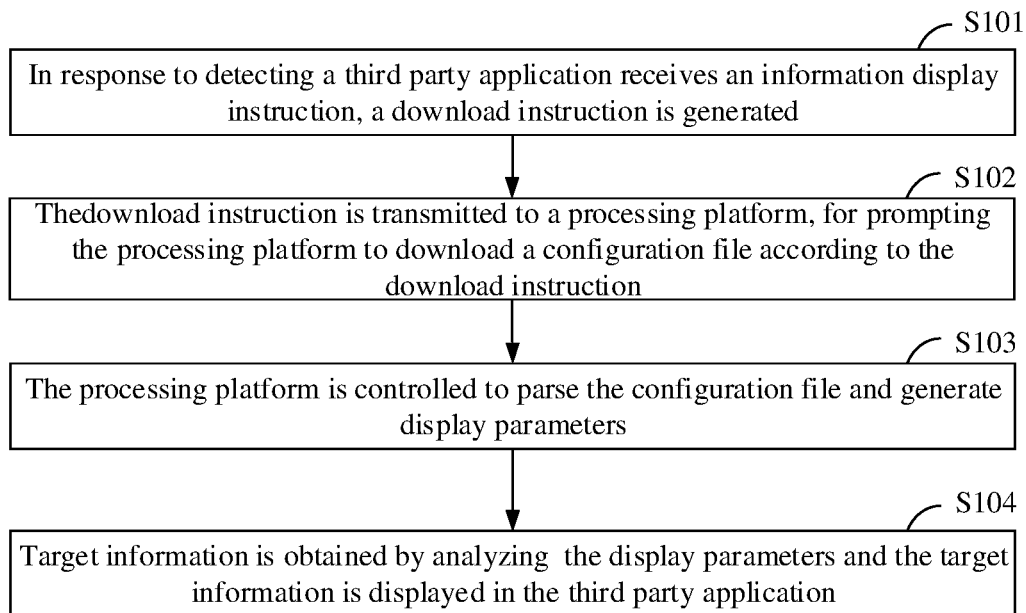 S101
In response to detecting a third party application receives an information display
instruction, a download instruction is generated
S102
Thedownload instruction is transmitted to a processing platform, for prompting
the processing platform to download a configuration file according to the
download instruction
S103
The processing platform is controlled to parse the configuration file and generate
display parameters
S104
Target information is obtained by analyzing the display parameters and the target
information is displayed in the third party application